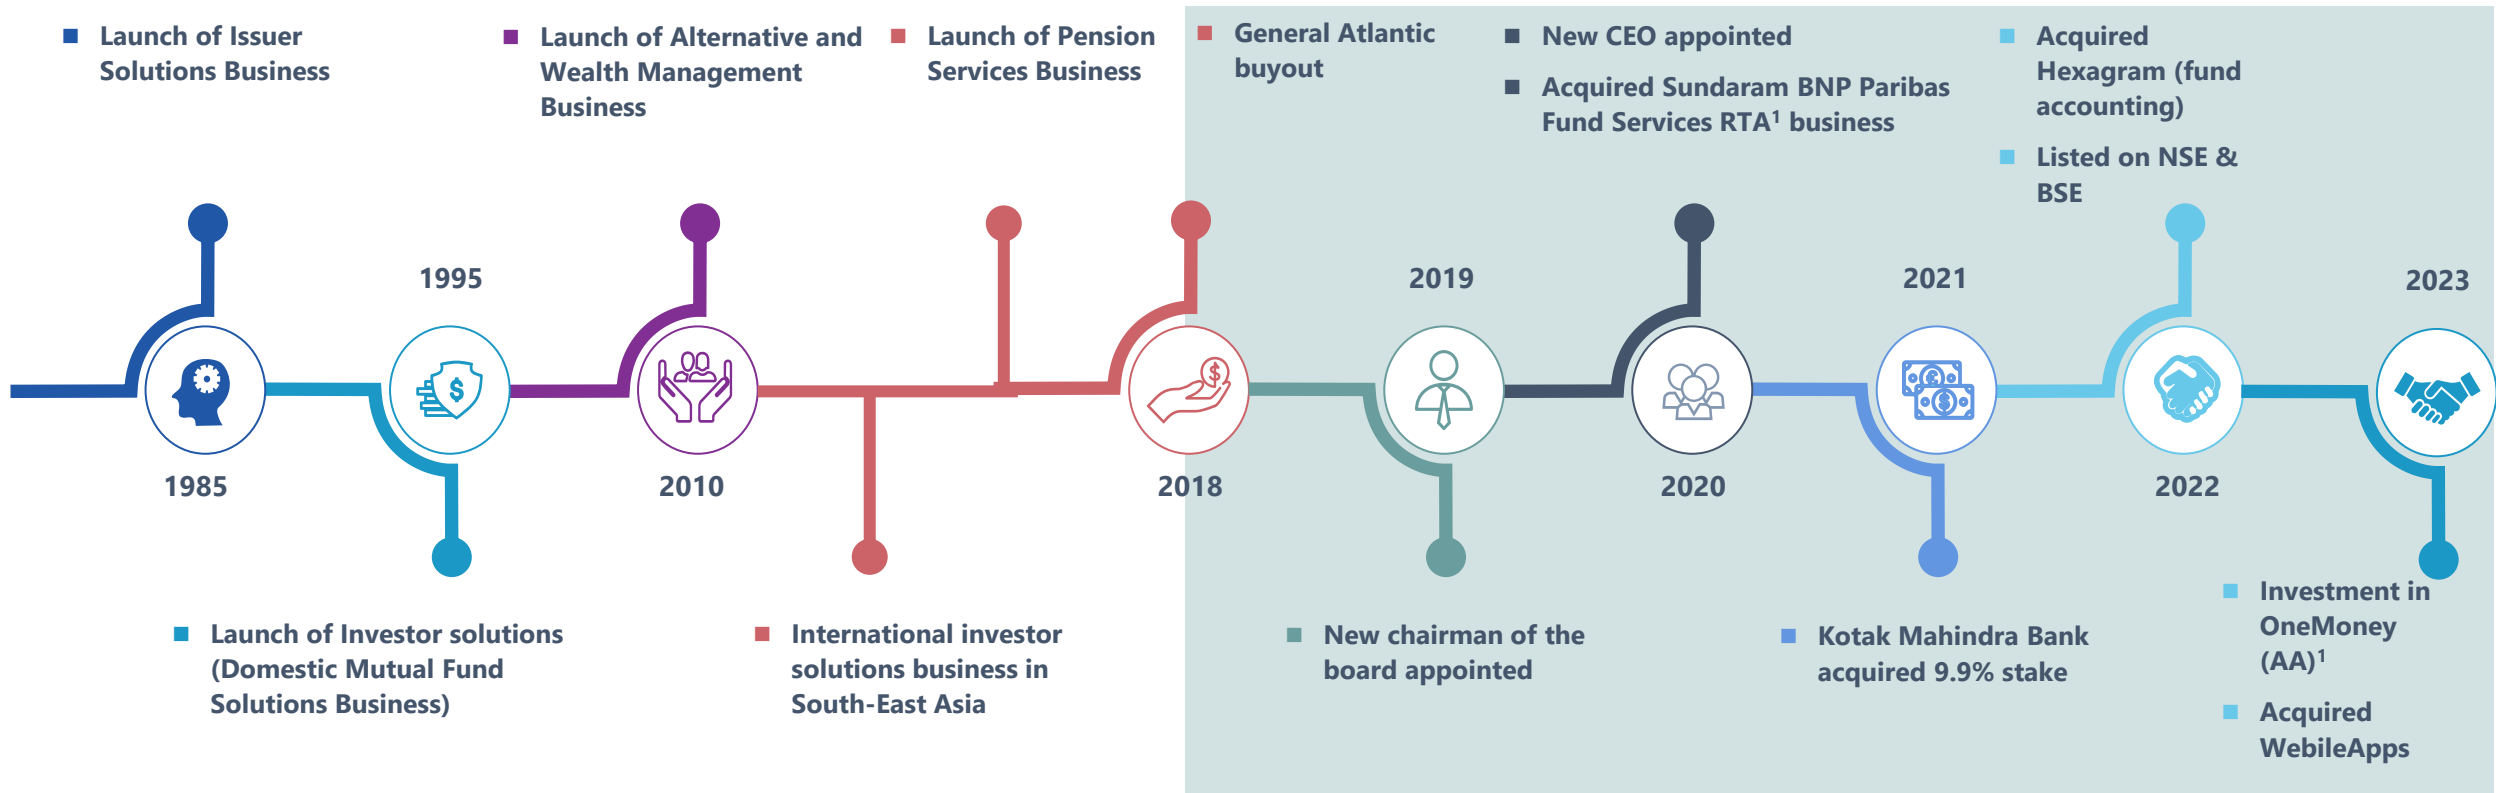 Launch of Issuer
Solutions Business
Launch of Alternative and
Wealth Management
Business
Launch of Pension
Services Business
General Atlantic
buyout
New CEO appointed
Acquired Sundaram BNP Paribas
Fund Services RTA¹ business
Acquired
Hexagram (fund
accounting)
Listed on NSE &
BSE
1995
2019
2021
2023
1985
2010
2018
2020
2022
Launch of Investor solutions
(Domestic Mutual Fund
Solutions Business)
International investor
solutions business in
South-East Asia
New chairman of the
board appointed
Kotak Mahindra Bank
acquired 9.9% stake
Investment in
OneMoney
(AA)¹
Acquired
WebileApps